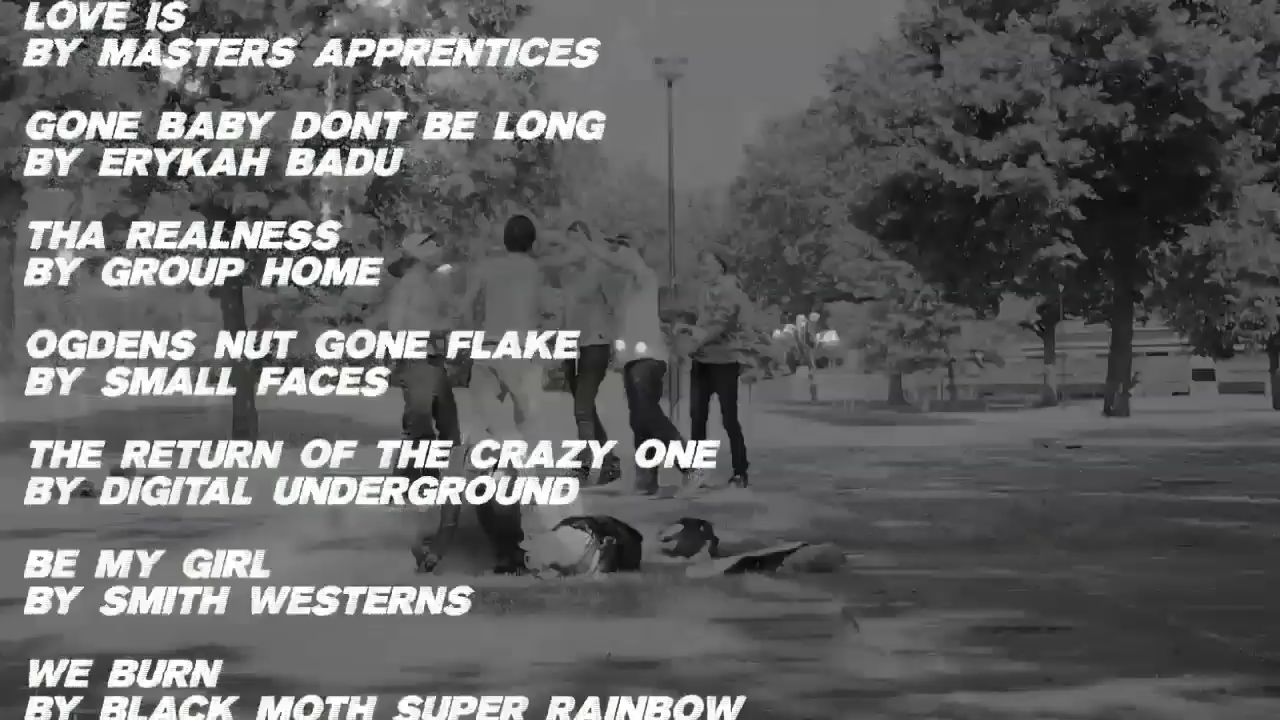 LOVE IS
BY MASTERS APPRENTICES
GONE BABY DONT BE LONG
BY ERYKAH BADU
THA REALNESS
BY GROUP HOME
OGDENS NUT GONE FLAKE
BY SMALL FACES
THE RETURN OF THE CRAZY ONE
BY DIGITAL UNDERGROUND
BE MY GIRL
BY SMITH WESTERNS
WE BURN
BY BLACK MOTH SUPER RAINBOW